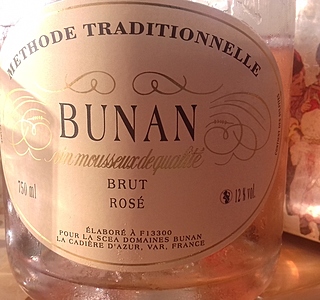 METHODE TRADITIONNELLE
BUNAN
vin mousseux de qualité
BRUT
ROSÉ
750 ml
12 % vol.
ÉLABORÉ À F13300
POUR LA SCEA DOMAINES BUNAN
LA CADIÈRE D'AZUR, VAR, FRANCE